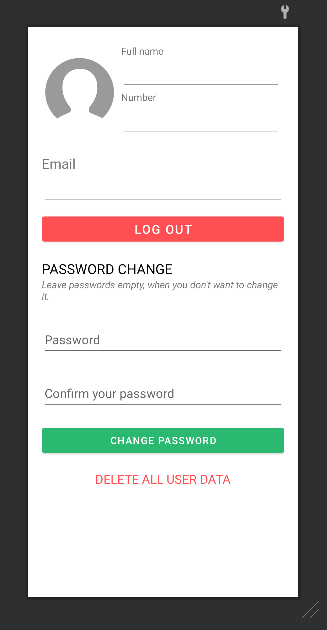 Full name
Number
Email
LOG OUT
PASSWORD CHANGE
Leave passwords empty, when you don't want to change
it.
Password
Confirm your password
CHANGE PASSWORD
DELETE ALL USER DATA